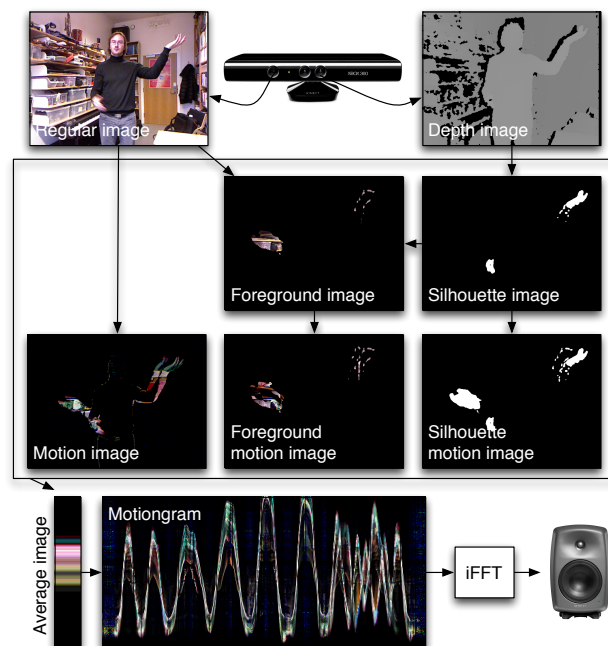 XBOX 360
Regular image
Depth image
Foreground image
Silhouette image
Motion image
Foreground
motion image
Silhouette
motion image
Average image
Motiongram
iFFT